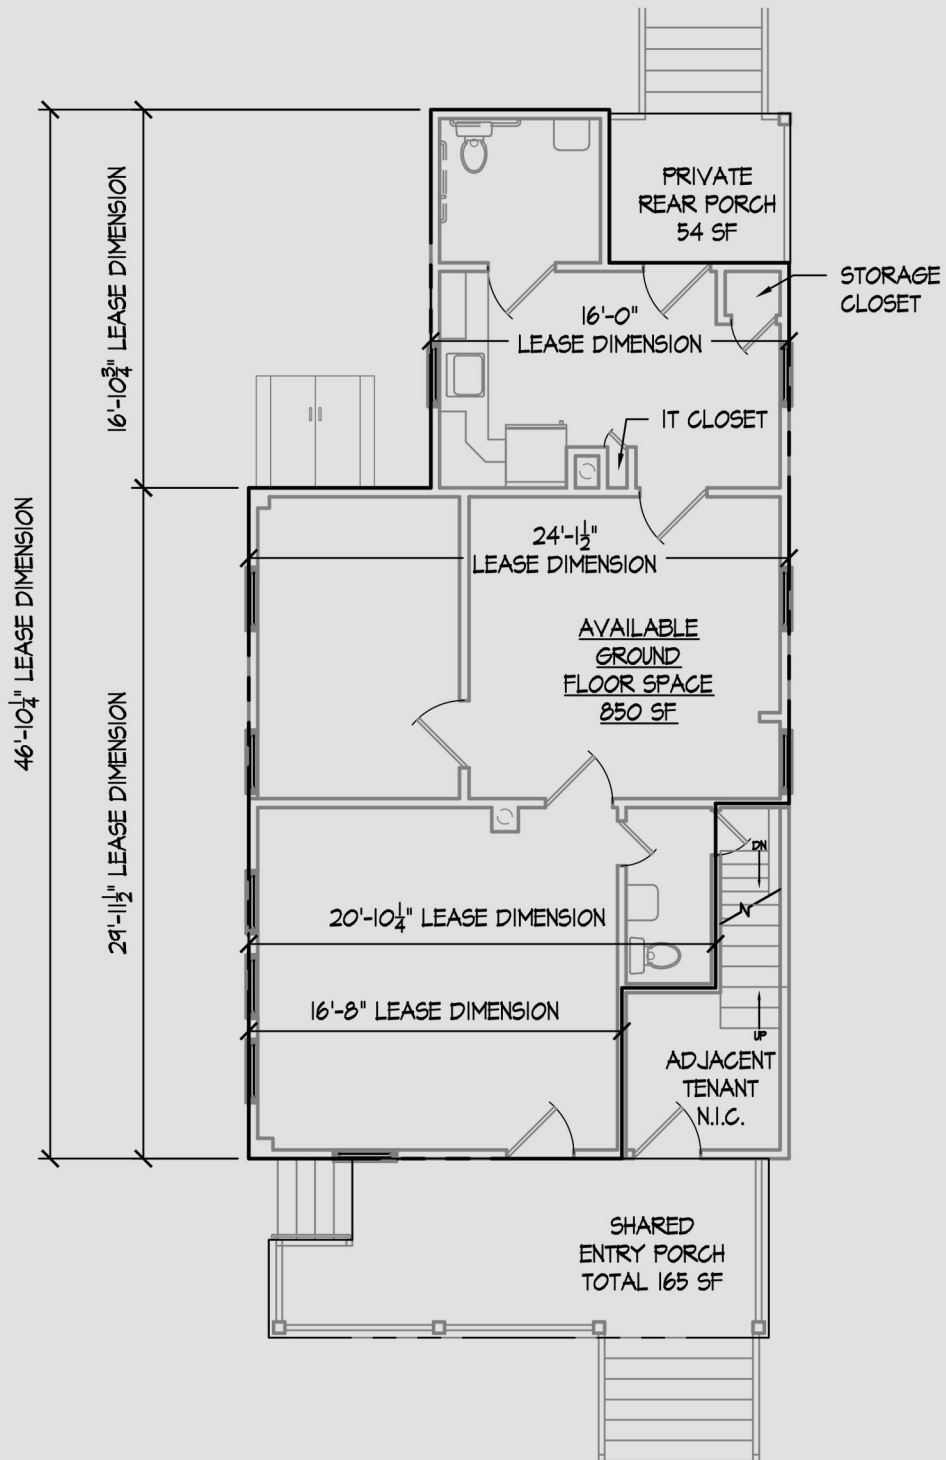 PRIVATE
REAR PORCH
54 SF
STORAGE
CLOSET
16'-10¾" LEASE DIMENSION
16'-0"
LEASE DIMENSION
IT CLOSET
46'-10¼" LEASE DIMENSION
24'-1½"
LEASE DIMENSION
AVAILABLE
GROUND
FLOOR SPACE
850 SF
29'-11½" LEASE DIMENSION
DN
20'-10¼" LEASE DIMENSION
16'-8" LEASE DIMENSION
UP
ADJACENT
TENANT
N.I.C.
SHARED
ENTRY PORCH
TOTAL 165 SF